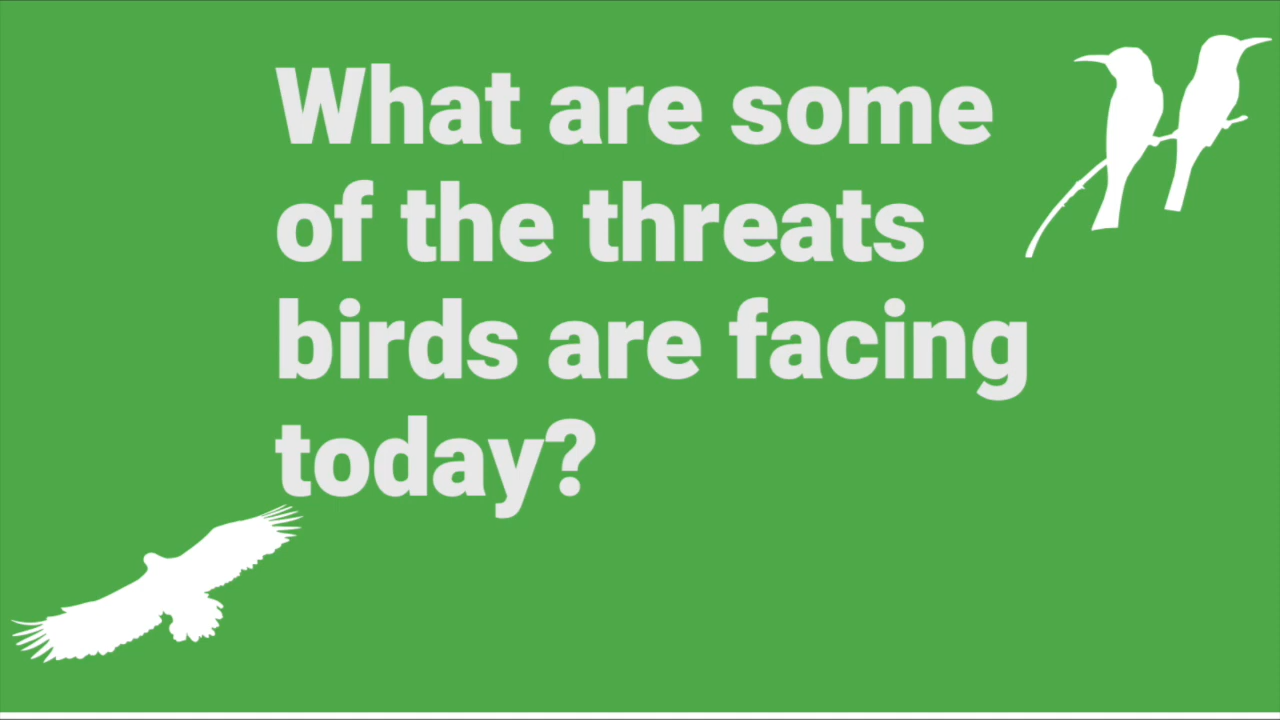 What are some
of the threats
birds are facing
today?